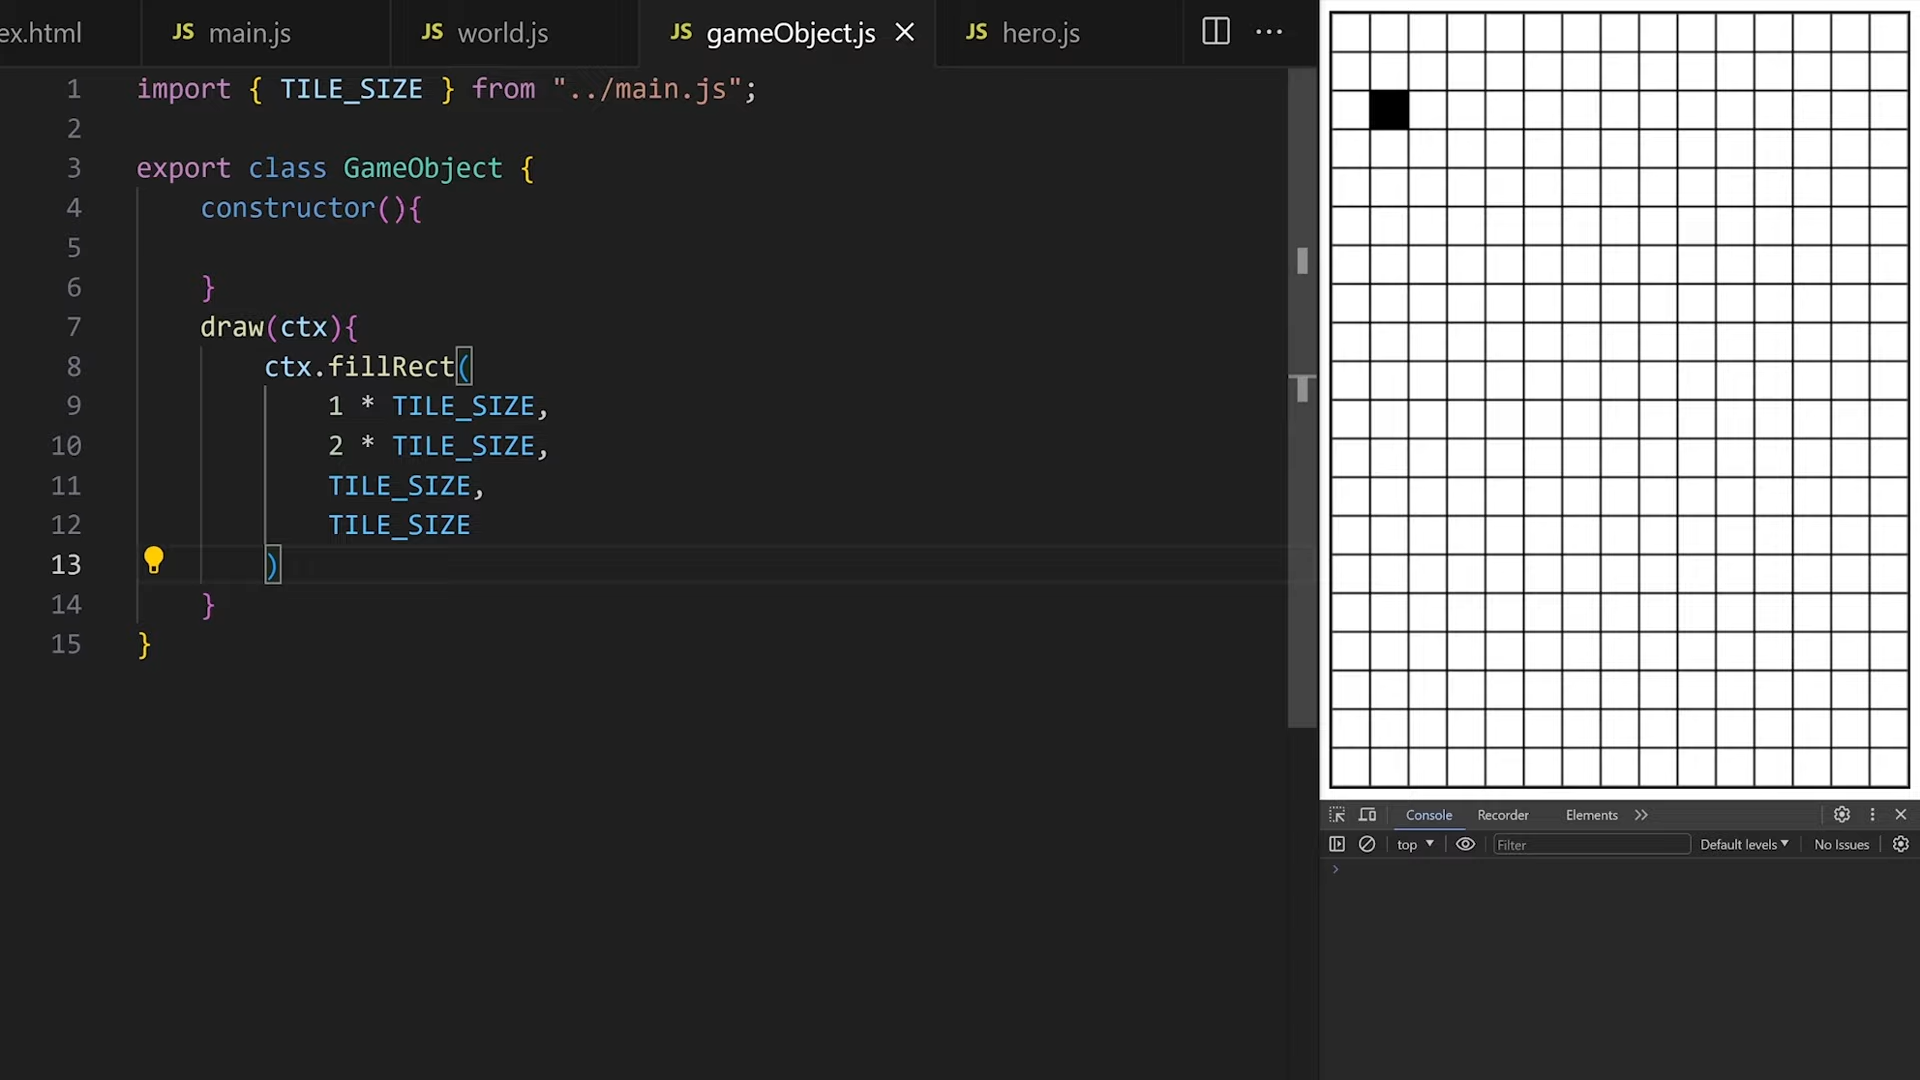 ex.html JS main.js JS world.js JS gameObject.js JS hero.js
1 import { TILE_SIZE } from "../main.js";
2
3 export class GameObject {
4 constructor(){
5
6 }
7 draw(ctx){
8 ctx.fillRect(
9 1 * TILE_SIZE,
10 2 * TILE_SIZE,
11 TILE_SIZE,
12 TILE_SIZE
13 )
14 }
15 }
Console Recorder Elements
top Filter Default levels No Issues